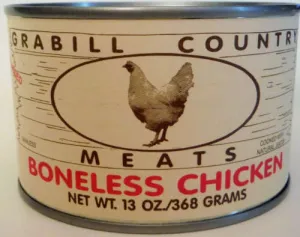 GRABILL COUNTRY
MEATS
BONELESS CHICKEN
NET WT. 13 OZ./368 GRAMS